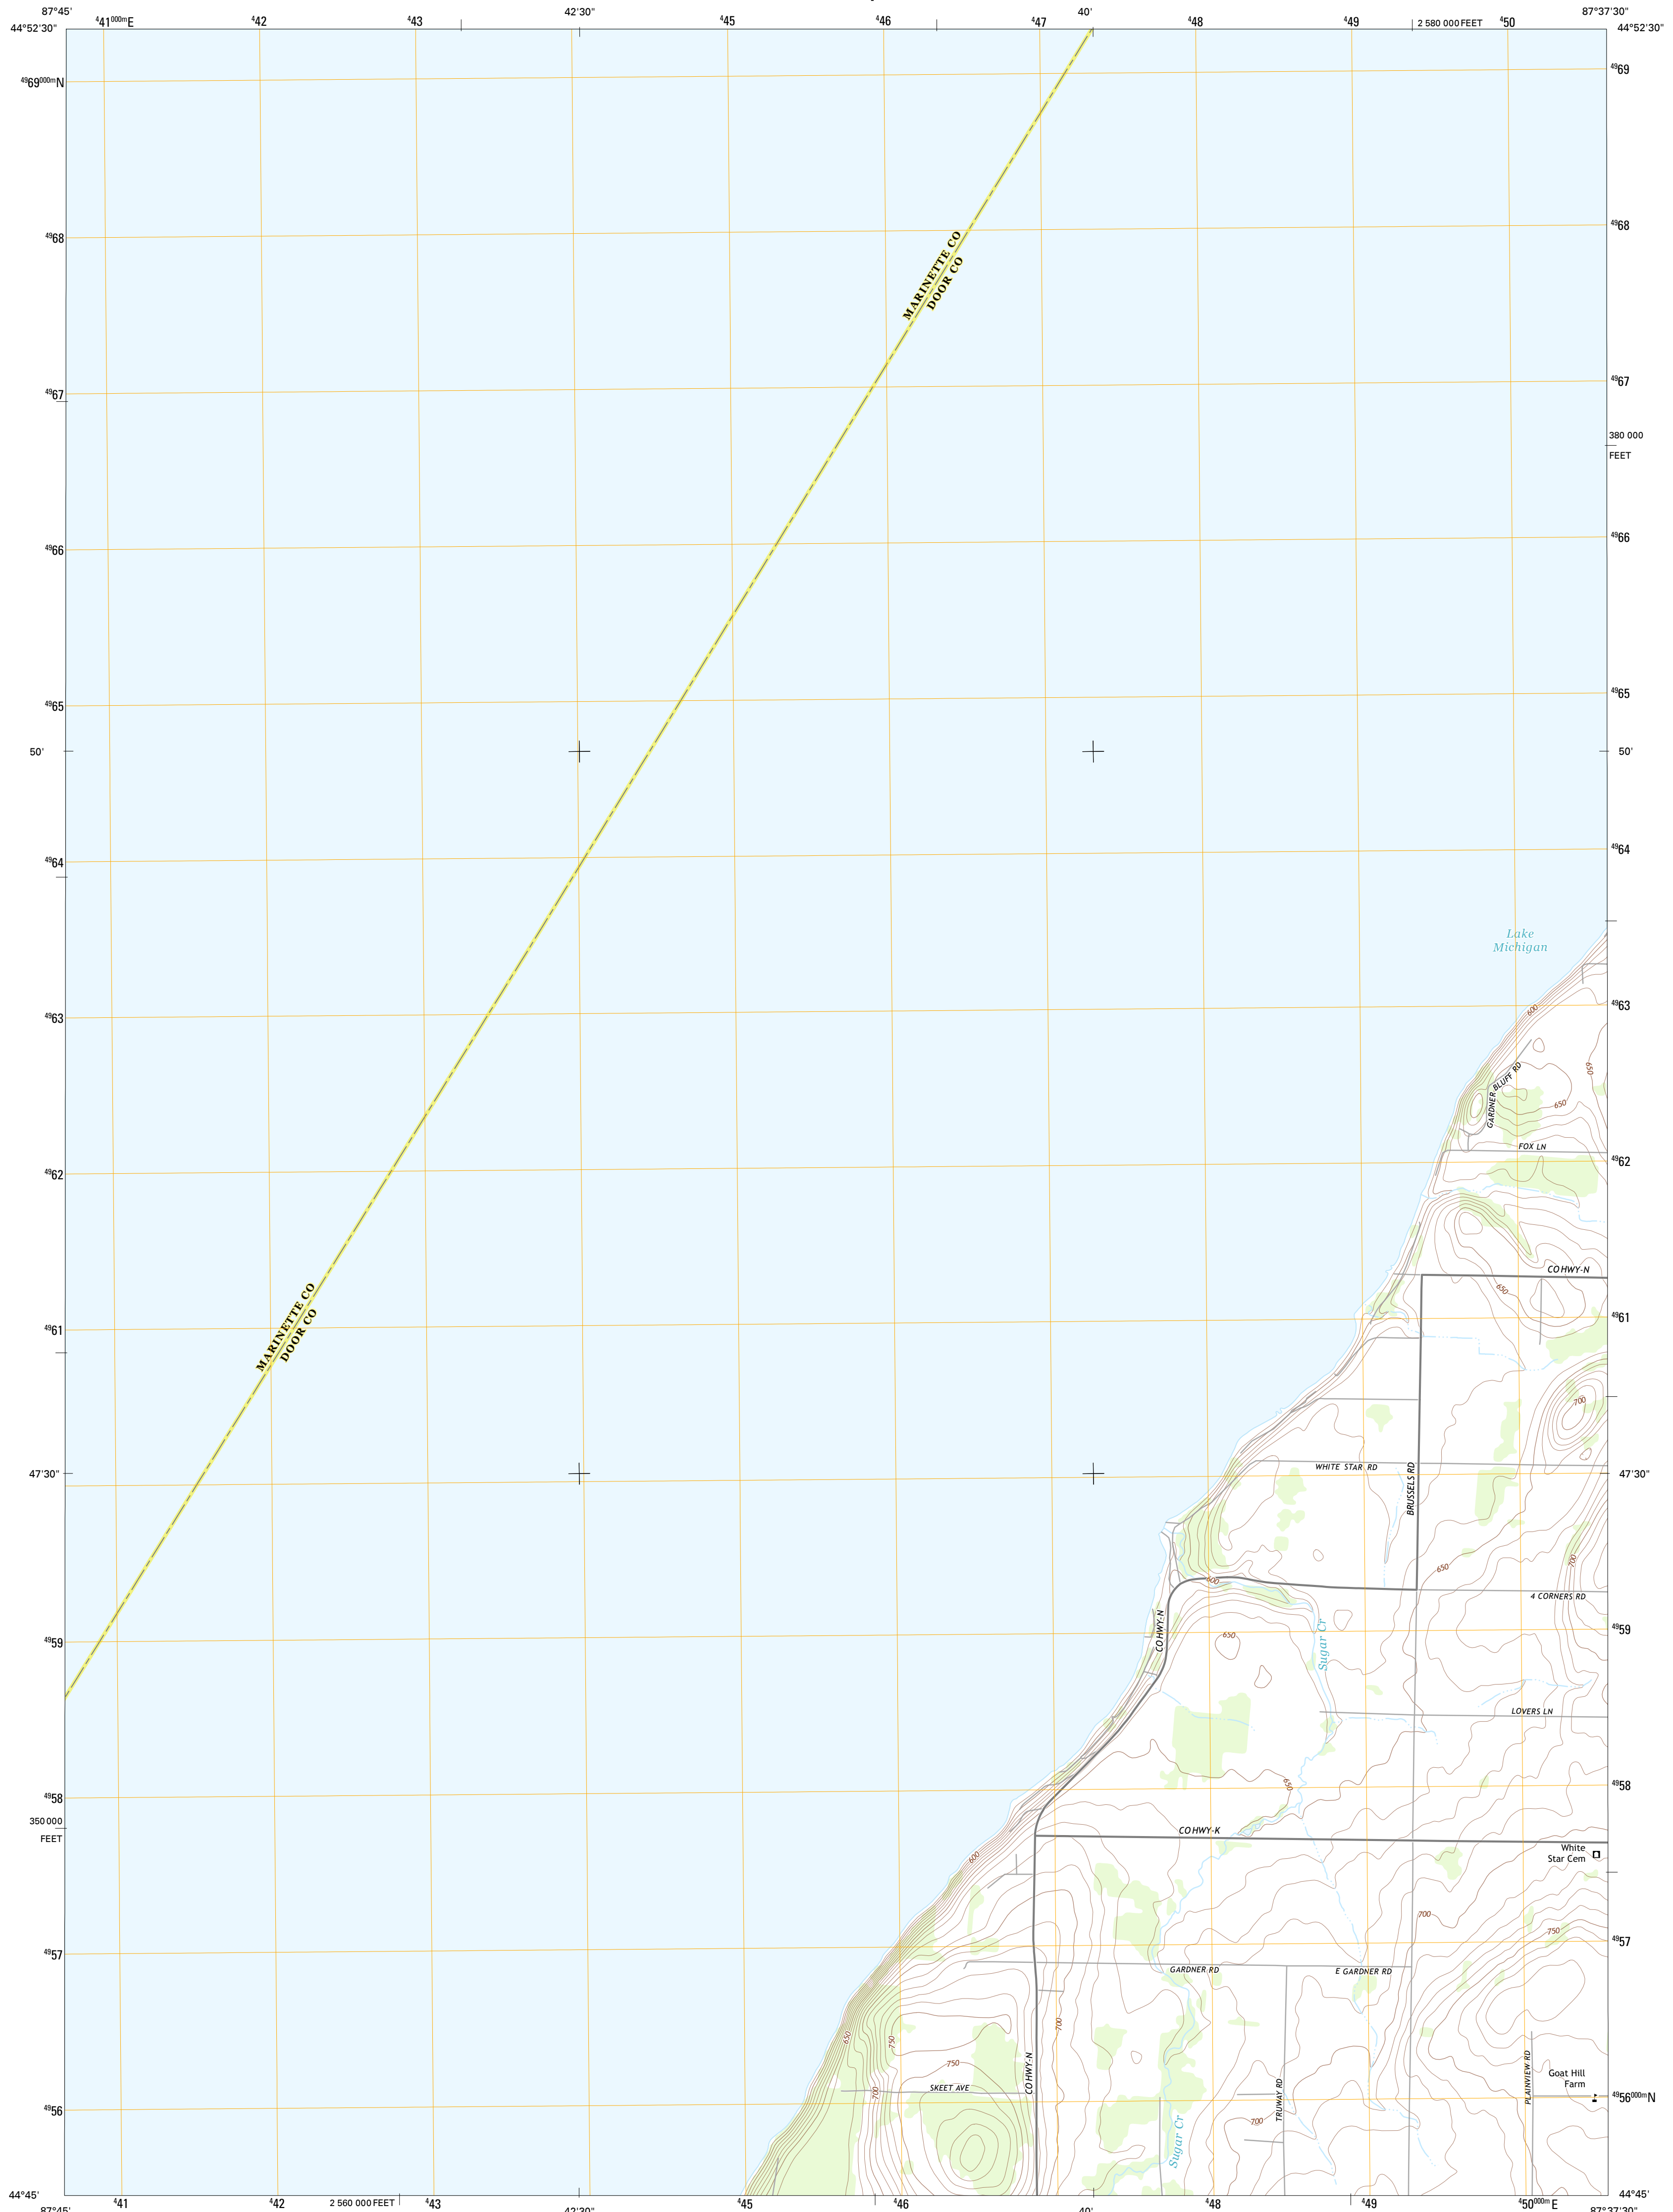 87°45' 42'30" 40' 87°37'30"
⁴41⁰⁰⁰ᵐE ⁴42 ⁴43 ⁴45 ⁴46 ⁴47 ⁴48 ⁴49 2 580 000 FEET ⁴50
44°52'30" 44°52'30"
⁴⁹69⁰⁰⁰ᵐN ⁴⁹69
⁴⁹68 ⁴⁹68
MARINETTE CO
DOOR CO
⁴⁹67 ⁴⁹67
380 000
FEET
⁴⁹66 ⁴⁹66
⁴⁹65 ⁴⁹65
50' 50'
⁴⁹64 ⁴⁹64
Lake
Michigan
⁴⁹63 ⁴⁹63
600
GARDNER BLUFF RD
650
650
FOX LN
⁴⁹62 ⁴⁹62
CO HWY-N
650
MARINETTE CO
DOOR CO
⁴⁹61 ⁴⁹61
700
WHITE STAR RD
BRUSSELS RD
47'30" 47'30"
700
650
600
4 CORNERS RD
CO HWY-N
650
Sugar Cr
⁴⁹59 ⁴⁹59
LOVERS LN
650
⁴⁹58 ⁴⁹58
350 000
FEET
CO HWY-K
White
Star Cem
600
700
750
⁴⁹57 ⁴⁹57
GARDNER RD
E GARDNER RD
650
750
700
750
CO HWY-N
SKEET AVE
700
TRUWAY RD
PLAINVIEW RD
Goat Hill
Farm
⁴⁹56 ⁴⁹56⁰⁰⁰ᵐN
700
Sugar Cr
44°45' 44°45'
⁴41 ⁴42 2 560 000 FEET ⁴43 ⁴45 ⁴46 ⁴48 ⁴49 ⁴50⁰⁰⁰ᵐE
87°45' 42'30" 40' 87°37'30"